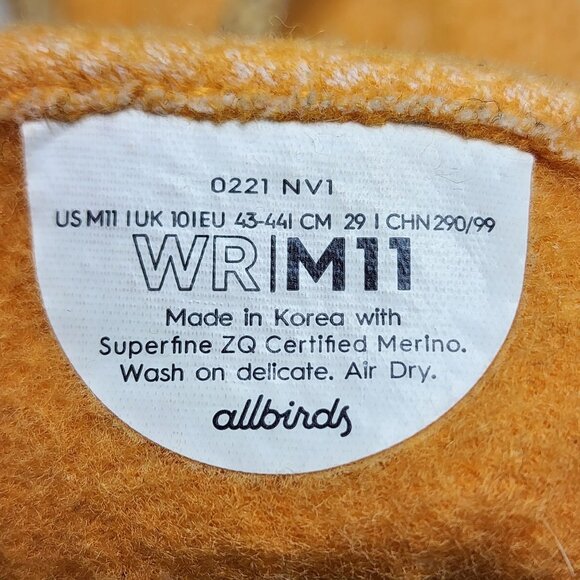 0221 NV1
US M11 I UK 10 I EU 43-44 I CM 29 I CHN 290/99
WR|M11
Made in Korea with
Superfine ZQ Certified Merino.
Wash on delicate. Air Dry.
allbirds